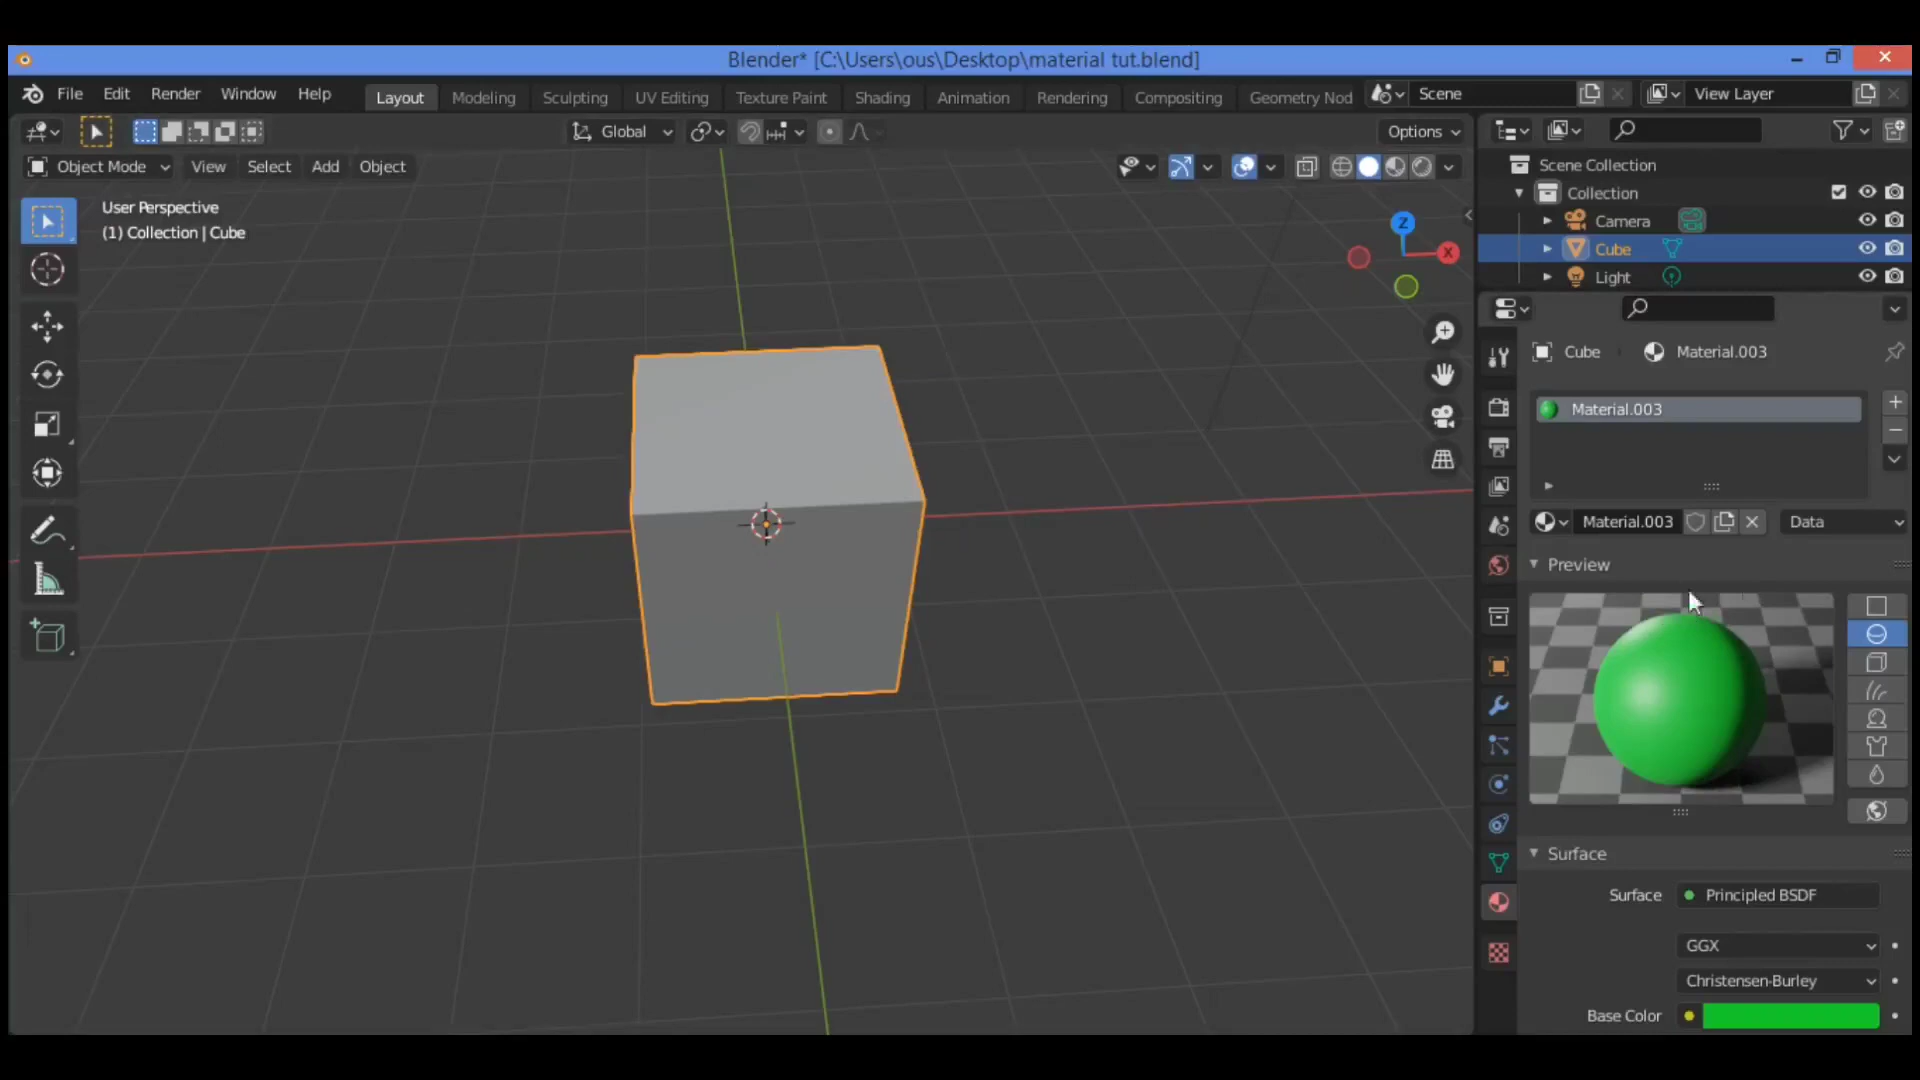 Blender* [C:\Users\ous\Desktop\material tut.blend]
File Edit Render Window Help
Layout Modeling Sculpting UV Editing Texture Paint Shading Animation Rendering Compositing Geometry Nod
Scene
View Layer
Global
Options
Object Mode View Select Add Object
User Perspective
(1) Collection | Cube
Z
X
Scene Collection
Collection
Camera
Cube
Light
Cube Material.003
Material.003
Material.003 Data
Preview
Surface
Surface Principled BSDF
GGX
Christensen-Burley
Base Color